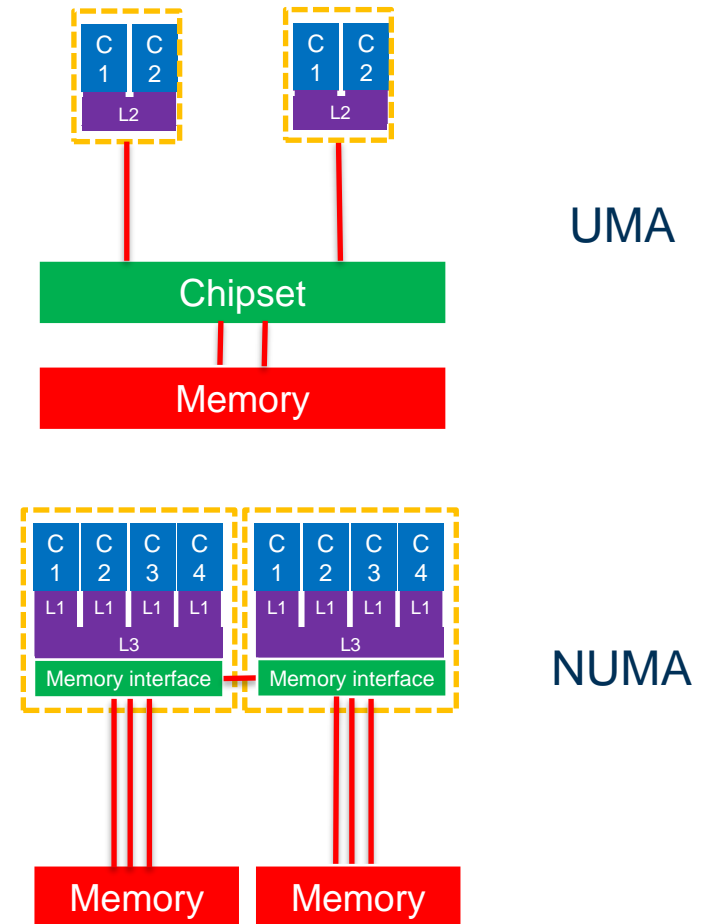 C C C C
1 2 1 2
L2 L2
UMA
Chipset
Memory
C C C C C C C C
1 2 3 4 1 2 3 4
L1 L1 L1 L1 L1 L1 L1 L1
L3 L3
Memory interface Memory interface
NUMA
Memory Memory